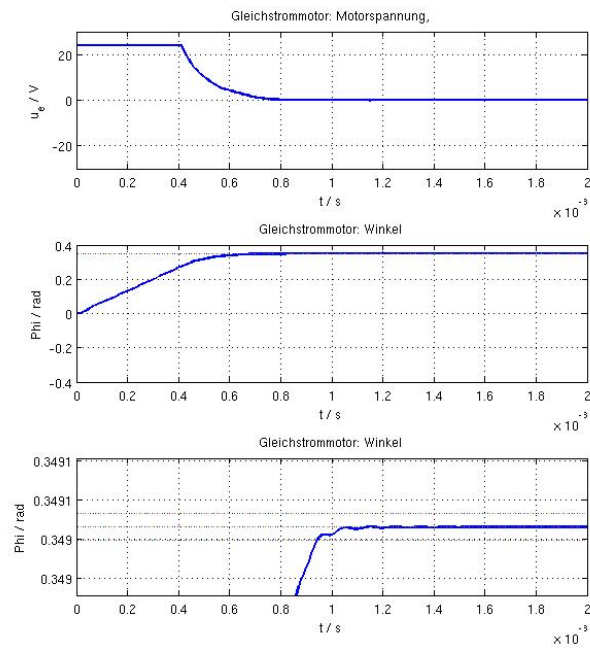 Gleichstrommotor: Motorspannung,
20
0
-20
u_e / V
0 0.2 0.4 0.6 0.8 1 1.2 1.4 1.6 1.8 2
t / s
x 10^-3
Gleichstrommotor: Winkel
0.4
0.2
0
-0.2
-0.4
Phi / rad
0 0.2 0.4 0.6 0.8 1 1.2 1.4 1.6 1.8 2
t / s
x 10^-3
Gleichstrommotor: Winkel
0.3491
0.3491
0.349
0.349
Phi / rad
0 0.2 0.4 0.6 0.8 1 1.2 1.4 1.6 1.8 2
t / s
x 10^-3